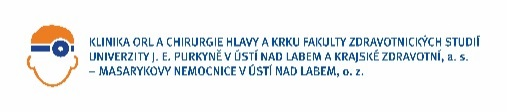 KLINIKA ORL A CHIRURGIE HLAVY A KRKU FAKULTY ZDRAVOTNICKÝCH STUDIÍ
UNIVERZITY J. E. PURKYNĚ V ÚSTÍ NAD LABEM A KRAJSKÉ ZDRAVOTNÍ, a. s.
– MASARYKOVY NEMOCNICE V ÚSTÍ NAD LABEM, o. z.